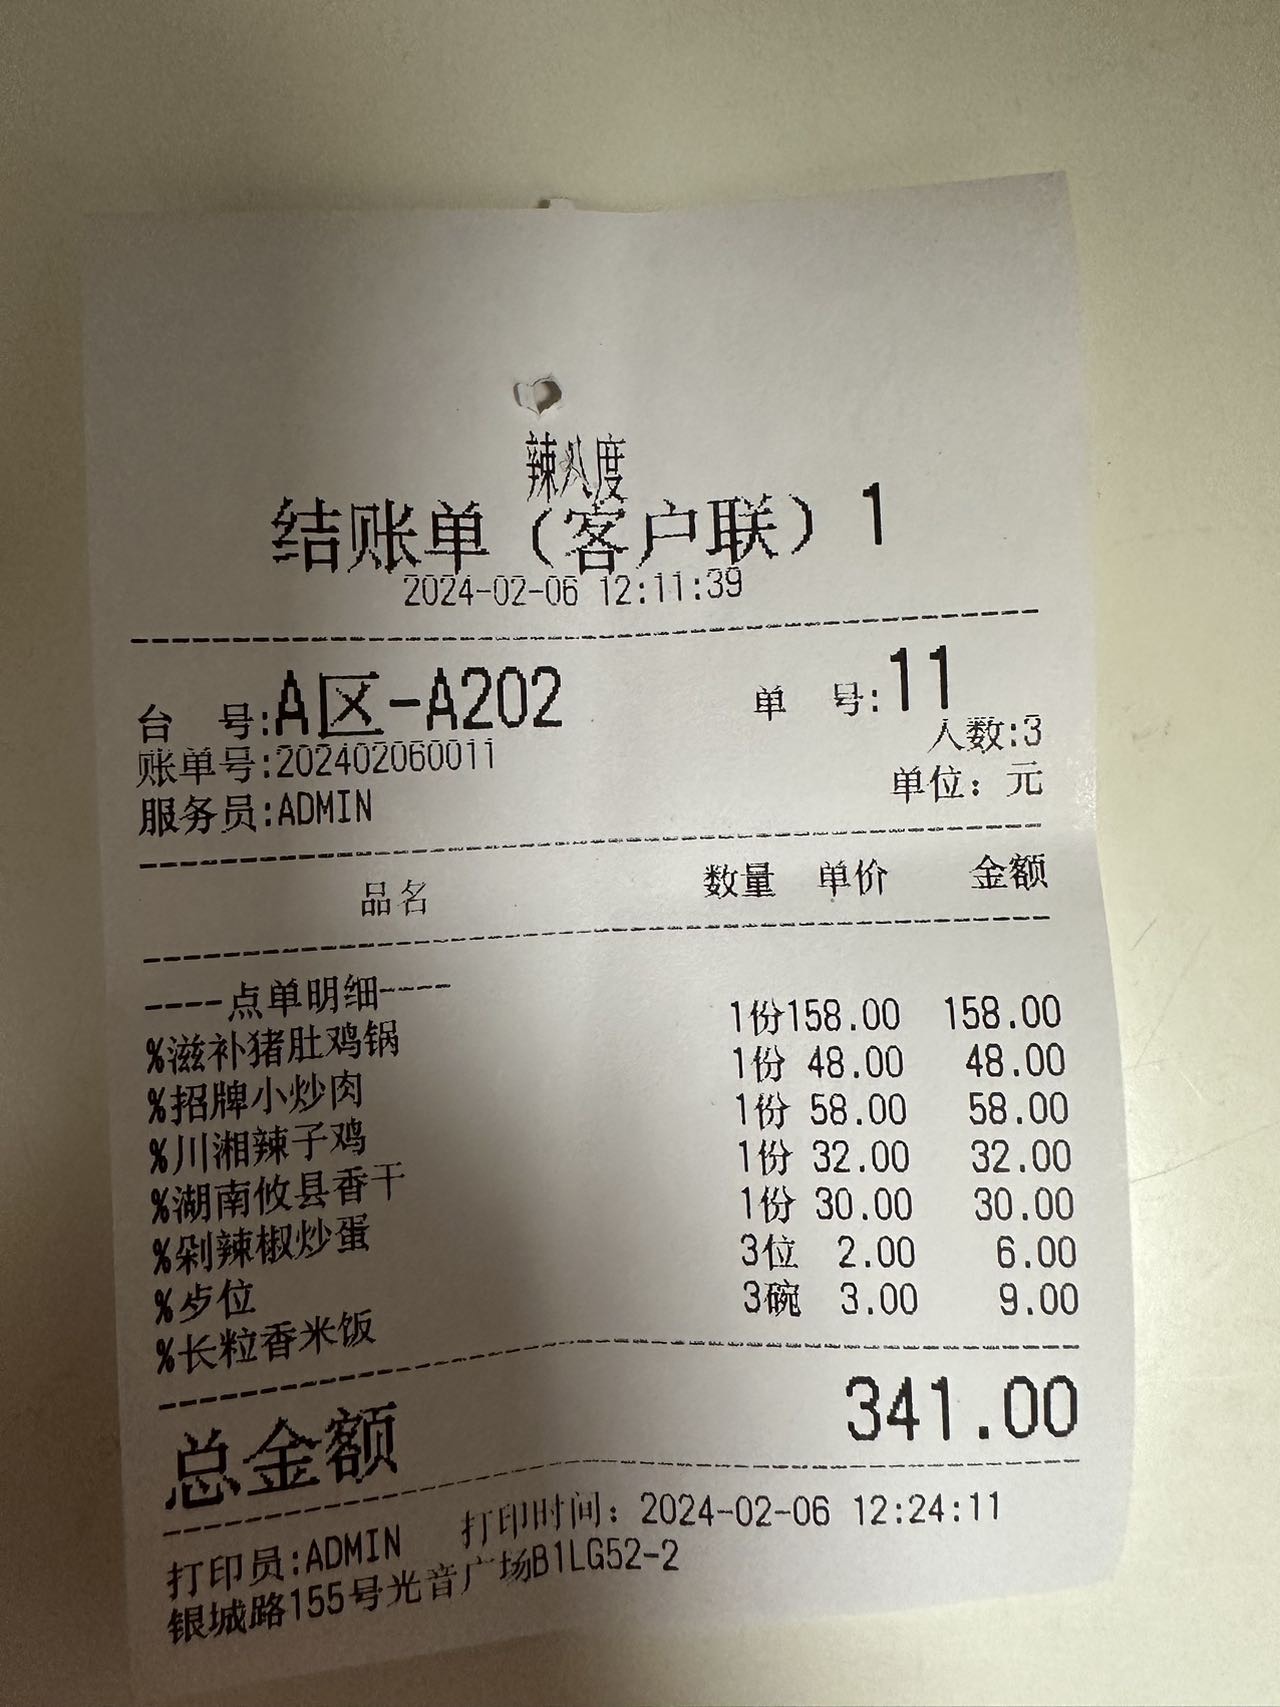 辣八度
结账单（客户联）1
2024-02-06 12:11:39
台 号:A区-A202 单 号:11
账单号:202402060011 人数:3
服务员:ADMIN 单位：元
品名 数量 单价 金额
----点单明细----
%滋补猪肚鸡锅 1份158.00 158.00
%招牌小炒肉 1份 48.00 48.00
%川湘辣子鸡 1份 58.00 58.00
%湖南攸县香干 1份 32.00 32.00
%剁辣椒炒蛋 1份 30.00 30.00
%歺位 3位 2.00 6.00
%长粒香米饭 3碗 3.00 9.00
总金额 341.00
打印员:ADMIN 打印时间：2024-02-06 12:24:11
银城路155号光音广场B1LG52-2